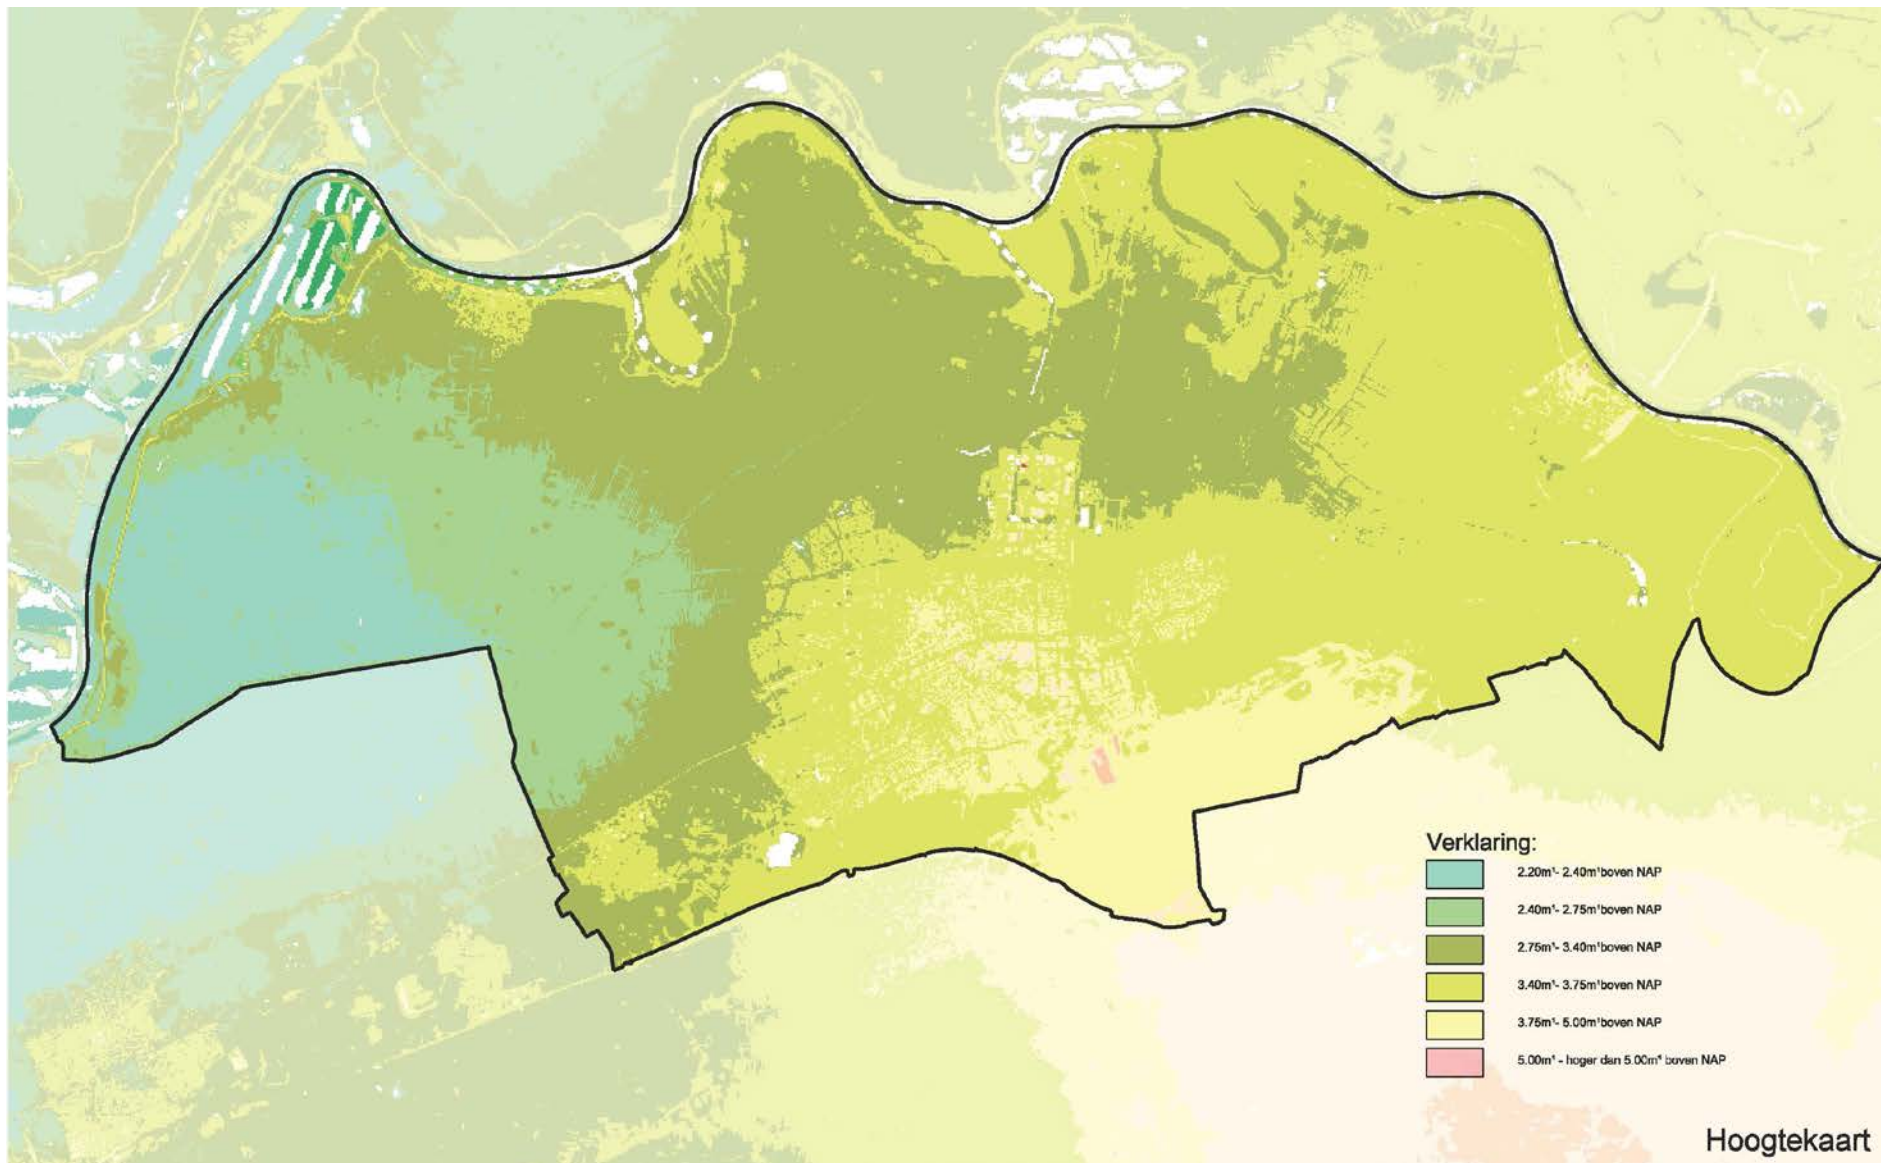 Verklaring:
2.20m¹- 2.40m¹boven NAP
2.40m¹- 2.75m¹boven NAP
2.75m¹- 3.40m¹boven NAP
3.40m¹- 3.75m¹boven NAP
3.75m¹- 5.00m¹boven NAP
5.00m¹ - hoger dan 5.00m¹ boven NAP
Hoogtekaart